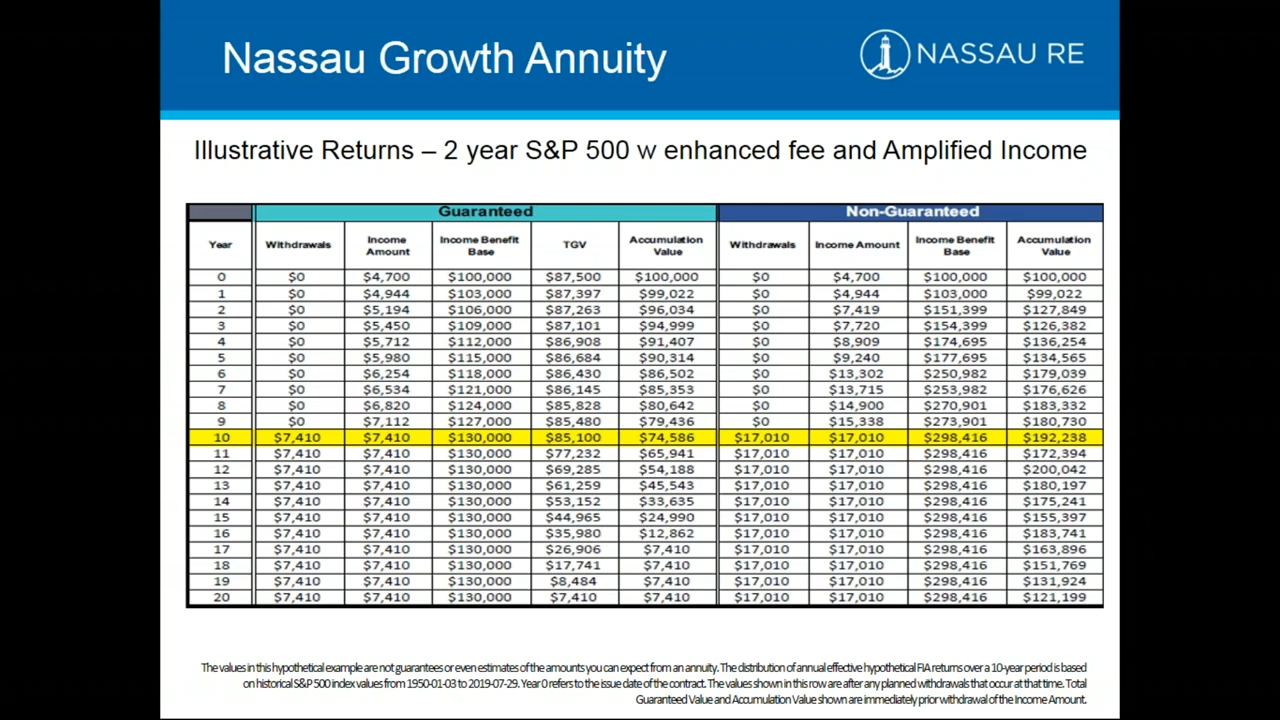 Nassau Growth Annuity
NASSAU RE
Illustrative Returns – 2 year S&P 500 w enhanced fee and Amplified Income
Guaranteed Non-Guaranteed
Year Withdrawals Income Amount Income Benefit Base TGV Accumulation Value Withdrawals Income Amount Income Benefit Base Accumulation Value
0 $0 $4,700 $100,000 $87,500 $100,000 $0 $4,700 $100,000 $100,000
1 $0 $4,944 $103,000 $87,397 $99,022 $0 $4,944 $103,000 $99,022
2 $0 $5,194 $106,000 $87,263 $96,034 $0 $7,419 $151,399 $127,849
3 $0 $5,450 $109,000 $87,101 $94,999 $0 $7,720 $154,399 $126,382
4 $0 $5,712 $112,000 $86,908 $91,407 $0 $8,909 $174,695 $136,254
5 $0 $5,980 $115,000 $86,684 $90,314 $0 $9,240 $177,695 $134,565
6 $0 $6,254 $118,000 $86,430 $86,502 $0 $13,302 $250,982 $179,039
7 $0 $6,534 $121,000 $86,145 $85,353 $0 $13,715 $253,982 $176,626
8 $0 $6,820 $124,000 $85,828 $80,642 $0 $14,900 $270,901 $183,332
9 $0 $7,112 $127,000 $85,480 $79,436 $0 $15,338 $273,901 $180,730
10 $7,410 $7,410 $130,000 $85,100 $74,586 $17,010 $17,010 $298,416 $192,238
11 $7,410 $7,410 $130,000 $77,232 $65,941 $17,010 $17,010 $298,416 $172,394
12 $7,410 $7,410 $130,000 $69,285 $54,188 $17,010 $17,010 $298,416 $200,042
13 $7,410 $7,410 $130,000 $61,259 $45,543 $17,010 $17,010 $298,416 $180,197
14 $7,410 $7,410 $130,000 $53,152 $33,635 $17,010 $17,010 $298,416 $175,241
15 $7,410 $7,410 $130,000 $44,965 $24,990 $17,010 $17,010 $298,416 $155,397
16 $7,410 $7,410 $130,000 $35,980 $12,862 $17,010 $17,010 $298,416 $183,741
17 $7,410 $7,410 $130,000 $26,906 $7,410 $17,010 $17,010 $298,416 $163,896
18 $7,410 $7,410 $130,000 $17,741 $7,410 $17,010 $17,010 $298,416 $151,769
19 $7,410 $7,410 $130,000 $8,484 $7,410 $17,010 $17,010 $298,416 $131,924
20 $7,410 $7,410 $130,000 $7,410 $7,410 $17,010 $17,010 $298,416 $121,199
The values in this hypothetical example are not guarantees or even estimates of the amounts you can expect from an annuity. The distribution of annual effective hypothetical FIA returns over a 10-year period is based
on historical S&P 500 index values from 1950-01-03 to 2019-07-29. Year 0 refers to the issue date of the contract. The values shown in this row are after any planned withdrawals that occur at that time. Total
Guaranteed Value and Accumulation Value shown are immediately prior withdrawal of the Income Amount.